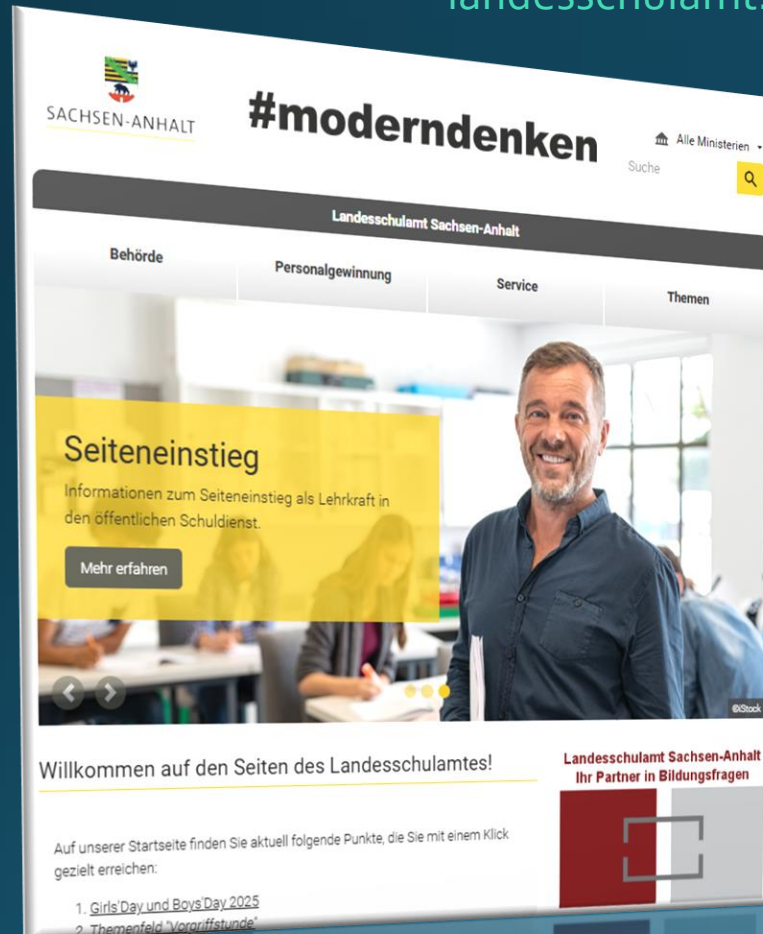 landesschulamt.
SACHSEN-ANHALT
#moderndenken
Alle Ministerien
Suche
Landesschulamt Sachsen-Anhalt
Behörde
Personalgewinnung
Service
Themen
Seiteneinstieg
Informationen zum Seiteneinstieg als Lehrkraft in
den öffentlichen Schuldienst.
Mehr erfahren
©iStock
Willkommen auf den Seiten des Landesschulamtes!
Landesschulamt Sachsen-Anhalt
Ihr Partner in Bildungsfragen
Auf unserer Startseite finden Sie aktuell folgende Punkte, die Sie mit einem Klick
gezielt erreichen:
1. Girls'Day und Boys'Day 2025
2. Themenfeld "Vorgriffstunde"